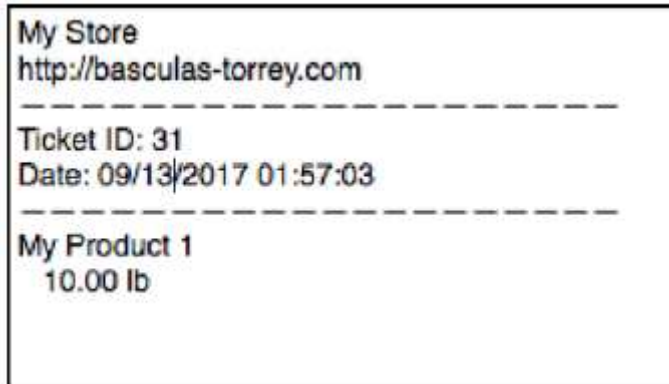 My Store
http://basculas-torrey.com
Ticket ID: 31
Date: 09/13/2017 01:57:03
My Product 1
10.00 lb